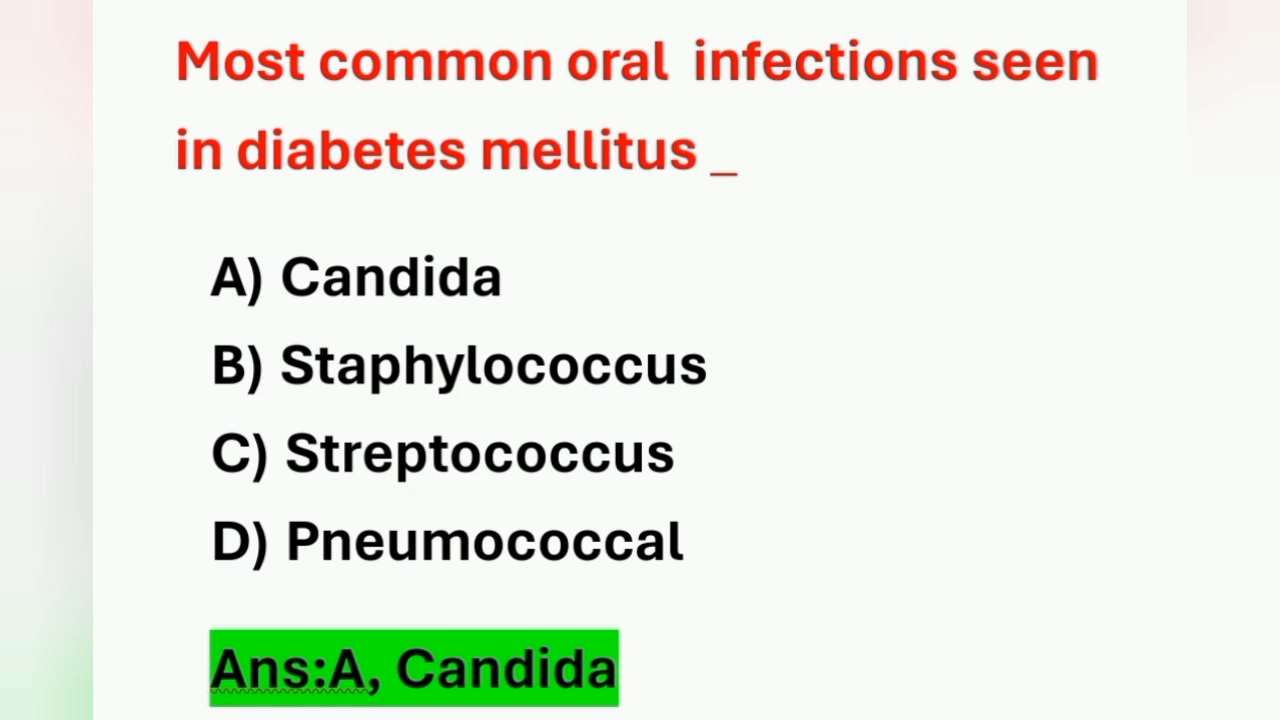 Most common oral infections seen
in diabetes mellitus _
A) Candida
B) Staphylococcus
C) Streptococcus
D) Pneumococcal
Ans:A, Candida